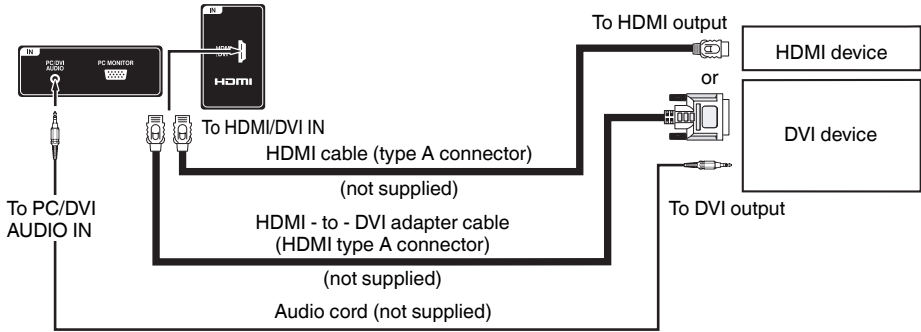 IN
To HDMI output
HDMI
/DVI
HDMI
IN
PC/DVI
AUDIO
PC MONITOR
HDMI device
or
To HDMI/DVI IN
DVI device
HDMI cable (type A connector)
(not supplied)
To PC/DVI
AUDIO IN
To DVI output
HDMI - to - DVI adapter cable
(HDMI type A connector)
(not supplied)
Audio cord (not supplied)